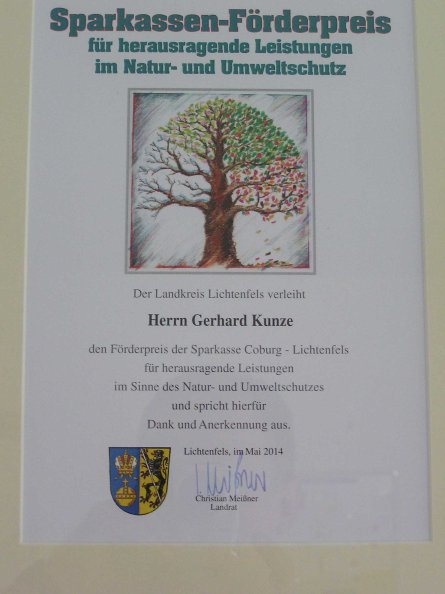 Sparkassen-Förderpreis
für herausragende Leistungen
im Natur- und Umweltschutz
Der Landkreis Lichtenfels verleiht
Herrn Gerhard Kunze
den Förderpreis der Sparkasse Coburg - Lichtenfels
für herausragende Leistungen
im Sinne des Natur- und Umweltschutzes
und spricht hierfür
Dank und Anerkennung aus.
Lichtenfels, im Mai 2014
Christian Meißner
Landrat